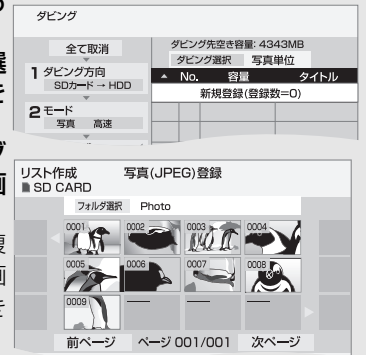 ダビング
全て取消
1 ダビング方向
SDカード → HDD
2 モード
写真 高速
ダビング先空き容量: 4343MB
ダビング選択 写真単位
No. 容量 タイトル
新規登録(登録数=0)
リスト作成 写真(JPEG)登録
SD CARD
フォルダ選択 Photo
0001 0002 0003 0004
0005 0006 0007 0008
0009
前ページ ページ 001/001 次ページ
を
画
画
を